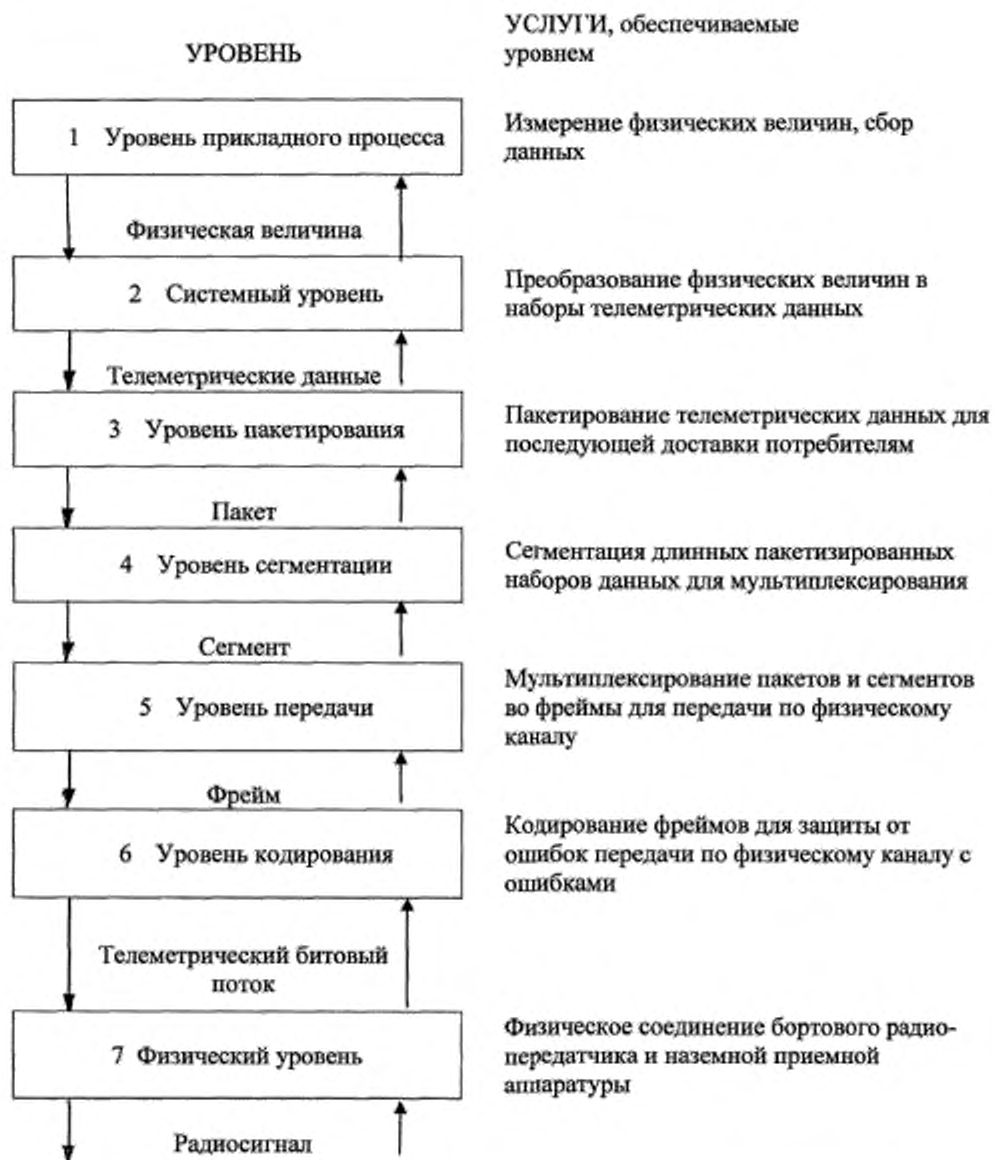 УРОВЕНЬ
УСЛУГИ, обеспечиваемые
уровнем
1 Уровень прикладного процесса
Измерение физических величин, сбор
данных
Физическая величина
2 Системный уровень
Преобразование физических величин в
наборы телеметрических данных
Телеметрические данные
3 Уровень пакетирования
Пакетирование телеметрических данных для
последующей доставки потребителям
Пакет
4 Уровень сегментации
Сегментация длинных пакетизированных
наборов данных для мультиплексирования
Сегмент
5 Уровень передачи
Мультиплексирование пакетов и сегментов
во фреймы для передачи по физическому
каналу
Фрейм
6 Уровень кодирования
Кодирование фреймов для защиты от
ошибок передачи по физическому каналу с
ошибками
Телеметрический битовый
поток
7 Физический уровень
Физическое соединение бортового радио-
передатчика и наземной приемной
аппаратуры
Радиосигнал